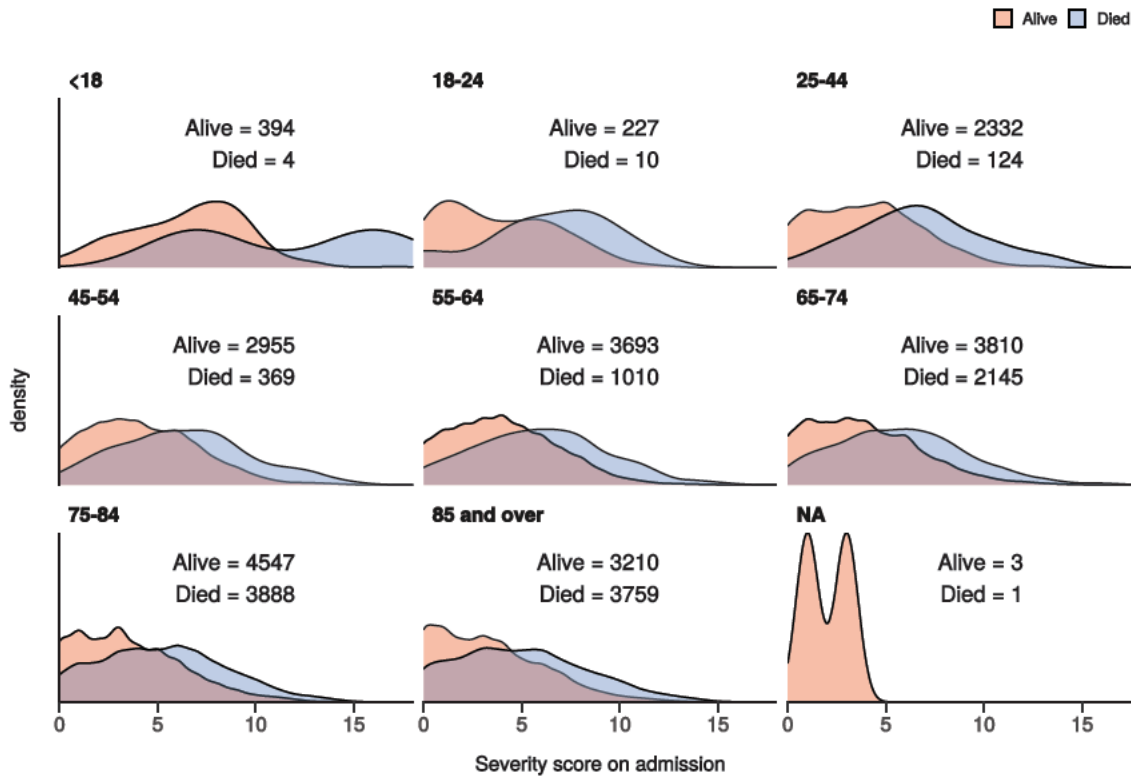 Alive Died
<18 18-24 25-44
Alive = 394 Alive = 227 Alive = 2332
Died = 4 Died = 10 Died = 124
45-54 55-64 65-74
Alive = 2955 Alive = 3693 Alive = 3810
Died = 369 Died = 1010 Died = 2145
density
75-84 85 and over NA
Alive = 4547 Alive = 3210 Alive = 3
Died = 3888 Died = 3759 Died = 1
0 5 10 15 0 5 10 15 0 5 10 15
Severity score on admission